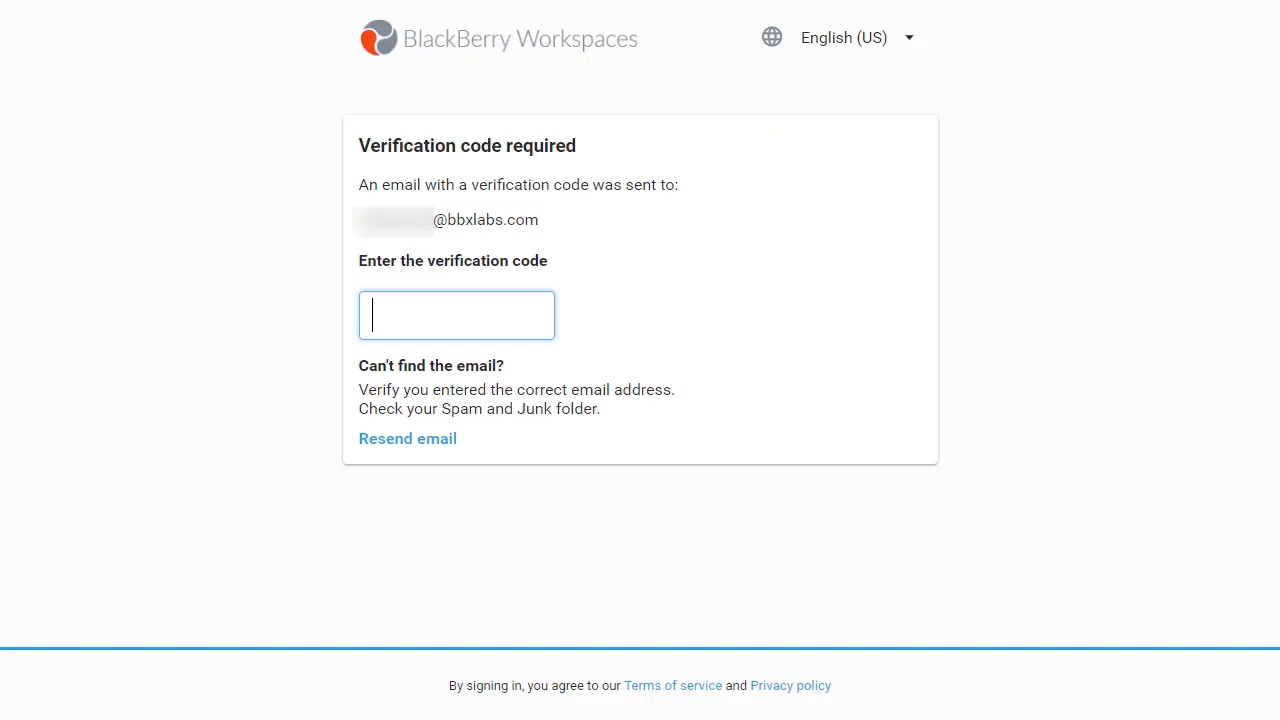 BlackBerry Workspaces
English (US)
Verification code required
An email with a verification code was sent to:
@bbxlabs.com
Enter the verification code
Can't find the email?
Verify you entered the correct email address.
Check your Spam and Junk folder.
Resend email
By signing in, you agree to our Terms of service and Privacy policy